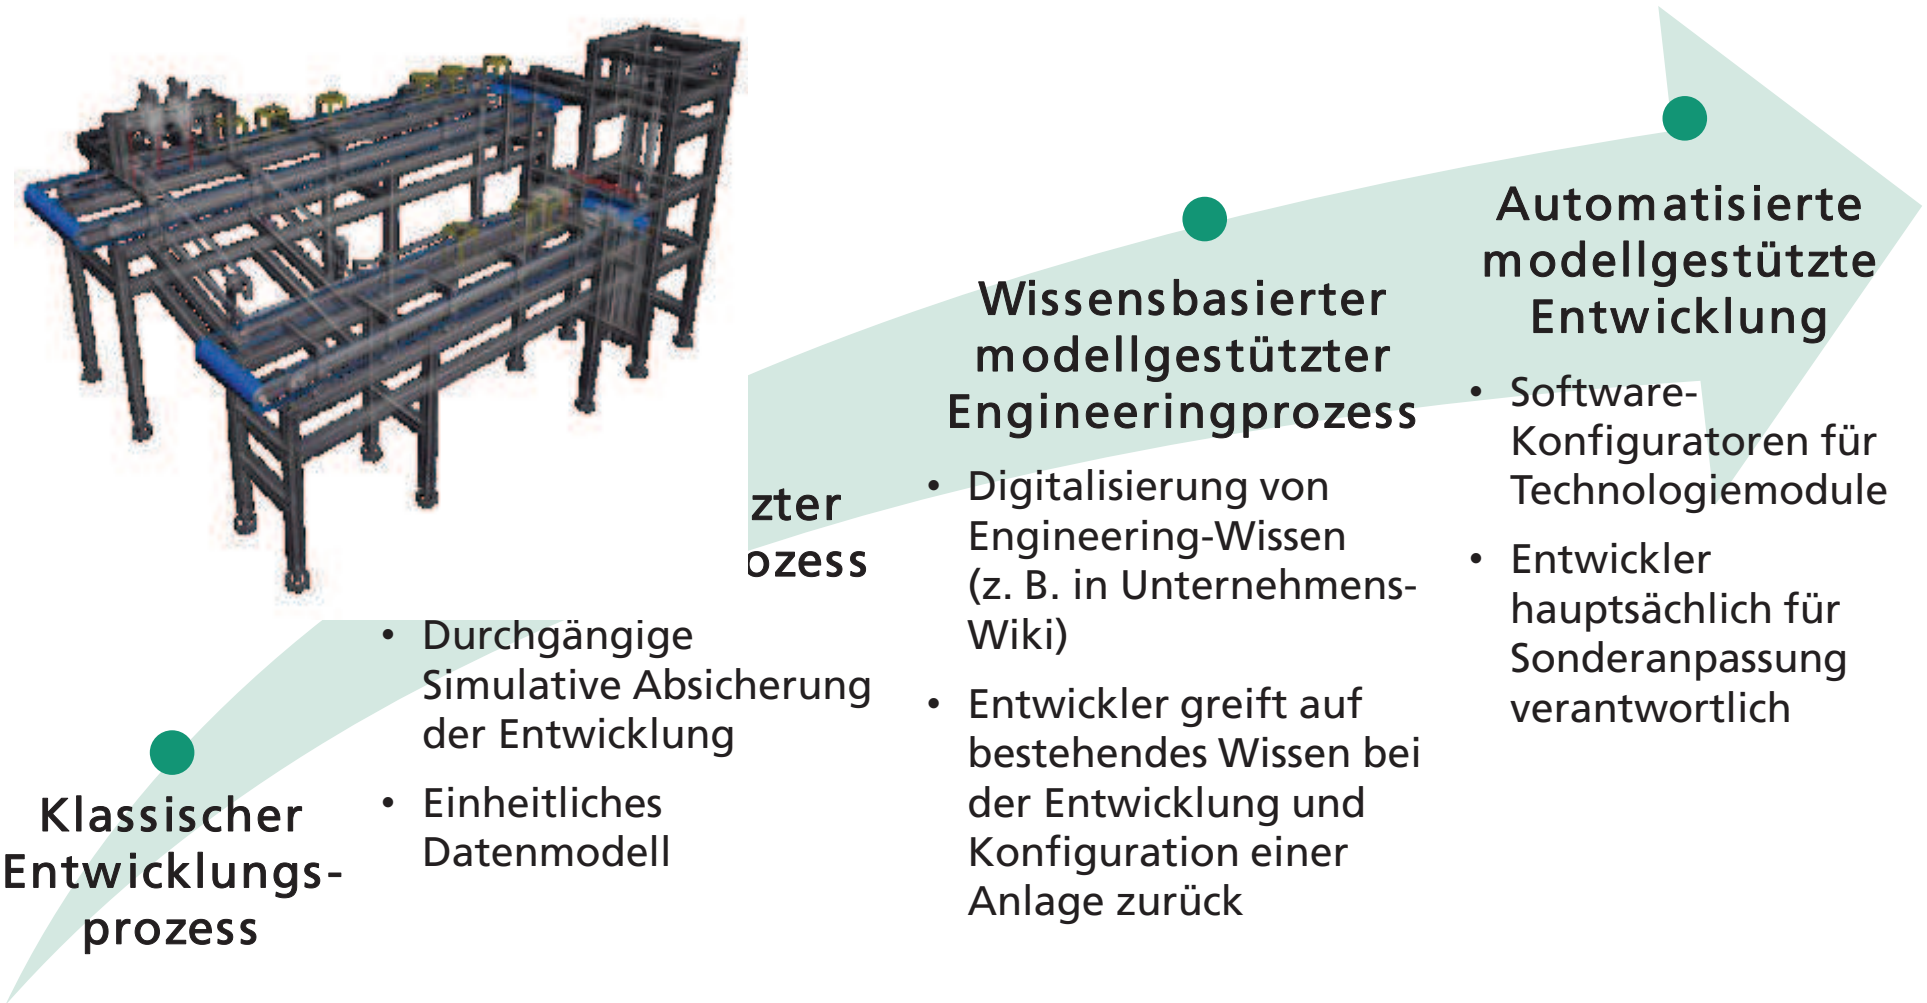 Klassischer
Entwicklungs-
prozess
zter
ozess
• Durchgängige
Simulative Absicherung
der Entwicklung
• Einheitliches
Datenmodell
Wissensbasierter
modellgestützter
Engineeringprozess
• Digitalisierung von
Engineering-Wissen
(z. B. in Unternehmens-
Wiki)
• Entwickler greift auf
bestehendes Wissen bei
der Entwicklung und
Konfiguration einer
Anlage zurück
Automatisierte
modellgestützte
Entwicklung
• Software-
Konfiguratoren für
Technologiemodule
• Entwickler
hauptsächlich für
Sonderanpassung
verantwortlich